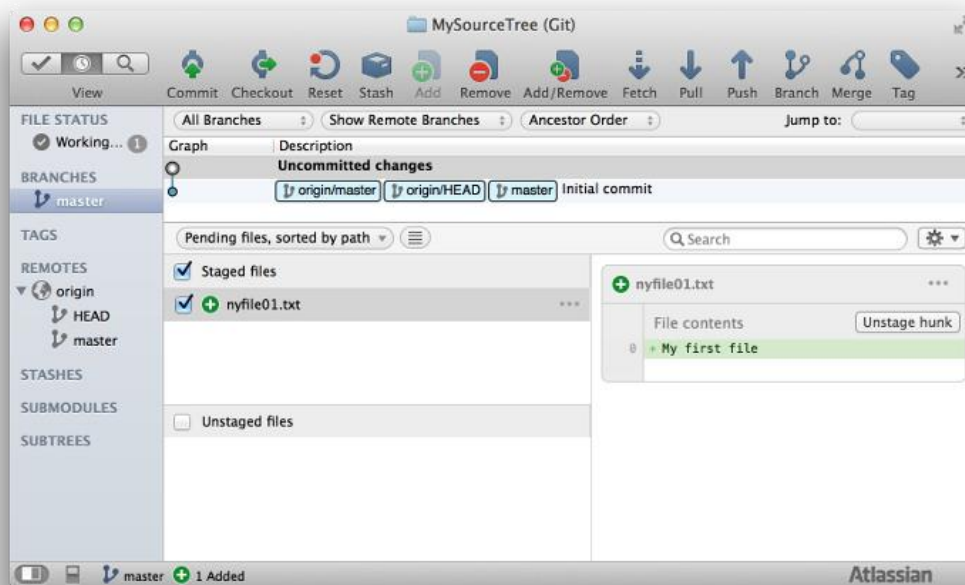 MySourceTree (Git)
View Commit Checkout Reset Stash Add Remove Add/Remove Fetch Pull Push Branch Merge Tag
FILE STATUS
Working... 1
BRANCHES
master
TAGS
REMOTES
origin
HEAD
master
STASHES
SUBMODULES
SUBTREES
All Branches Show Remote Branches Ancestor Order Jump to:
Graph Description
Uncommitted changes
origin/master origin/HEAD master Initial commit
Pending files, sorted by path Search
Staged files
nyfile01.txt
Unstaged files
nyfile01.txt
File contents Unstage hunk
0 + My first file
master 1 Added Atlassian